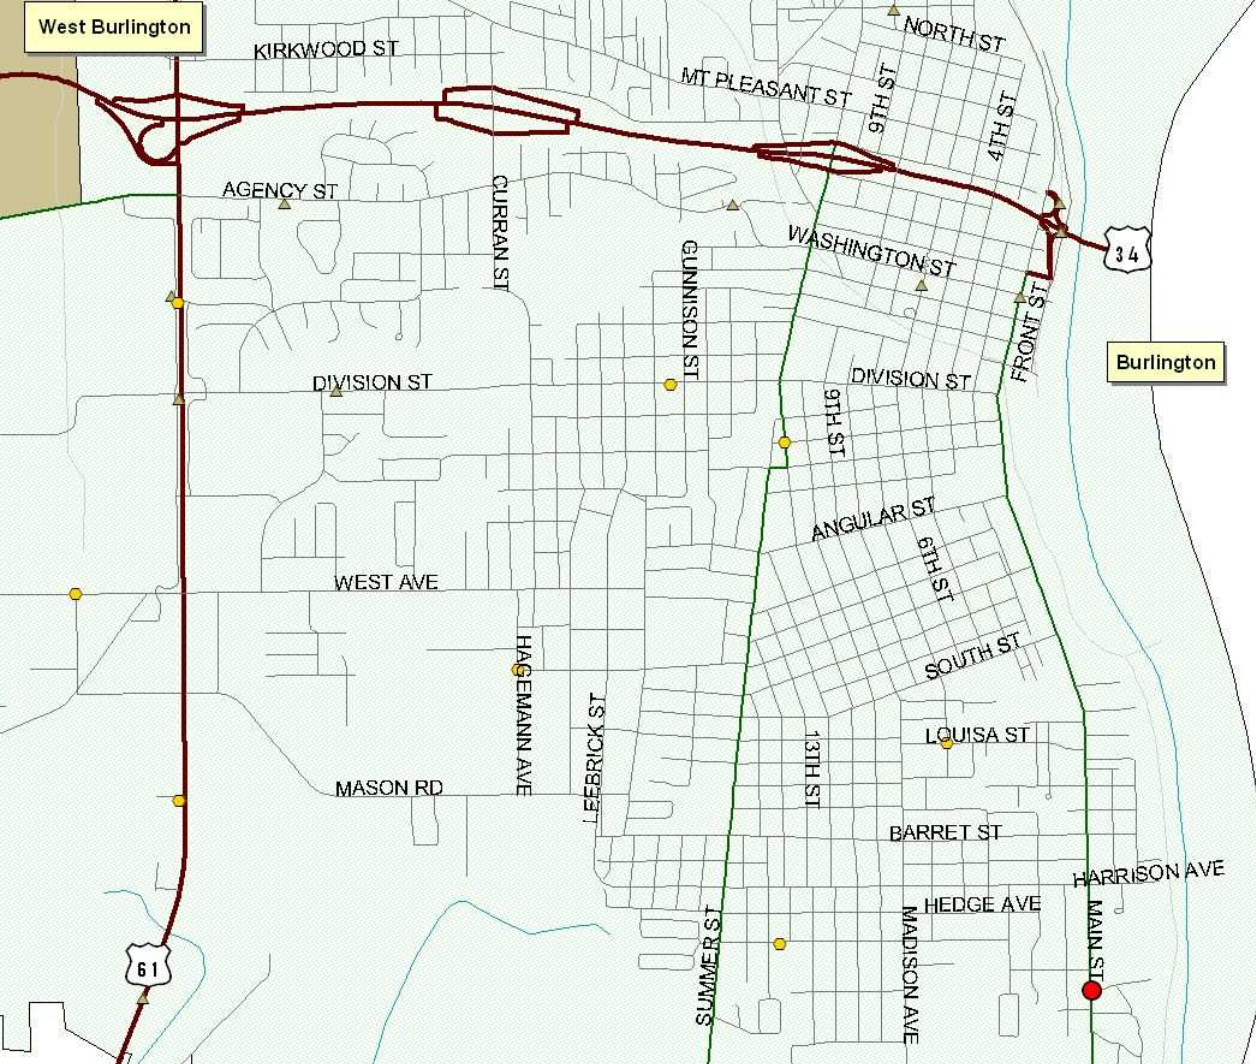 West Burlington
KIRKWOOD ST
NORTH ST
MT PLEASANT ST
9TH ST
4TH ST
AGENCY ST
CURRAN ST
WASHINGTON ST
GUNNISON ST
34
FRONT ST
Burlington
DIVISION ST
DIVISION ST
9TH ST
ANGULAR ST
6TH ST
WEST AVE
SOUTH ST
HAGEMANN AVE
LEEBRICK ST
LOUISA ST
13TH ST
MASON RD
BARRET ST
HARRISON AVE
HEDGE AVE
MAIN ST
SUMMER ST
MADISON AVE
61